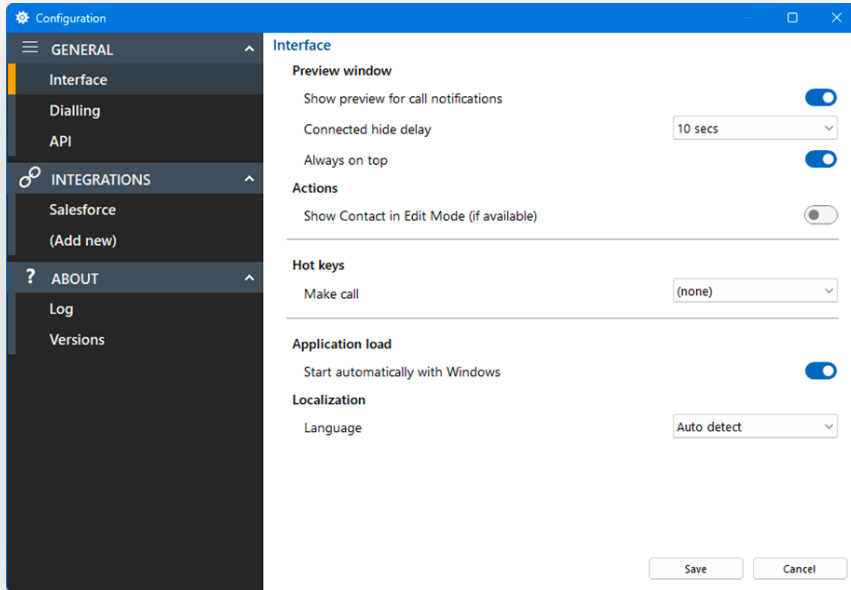 Configuration
GENERAL
Interface
Dialling
API
INTEGRATIONS
Salesforce
(Add new)
? ABOUT
Log
Versions
Interface
Preview window
Show preview for call notifications
Connected hide delay 10 secs
Always on top
Actions
Show Contact in Edit Mode (if available)
Hot keys
Make call (none)
Application load
Start automatically with Windows
Localization
Language Auto detect
Save Cancel